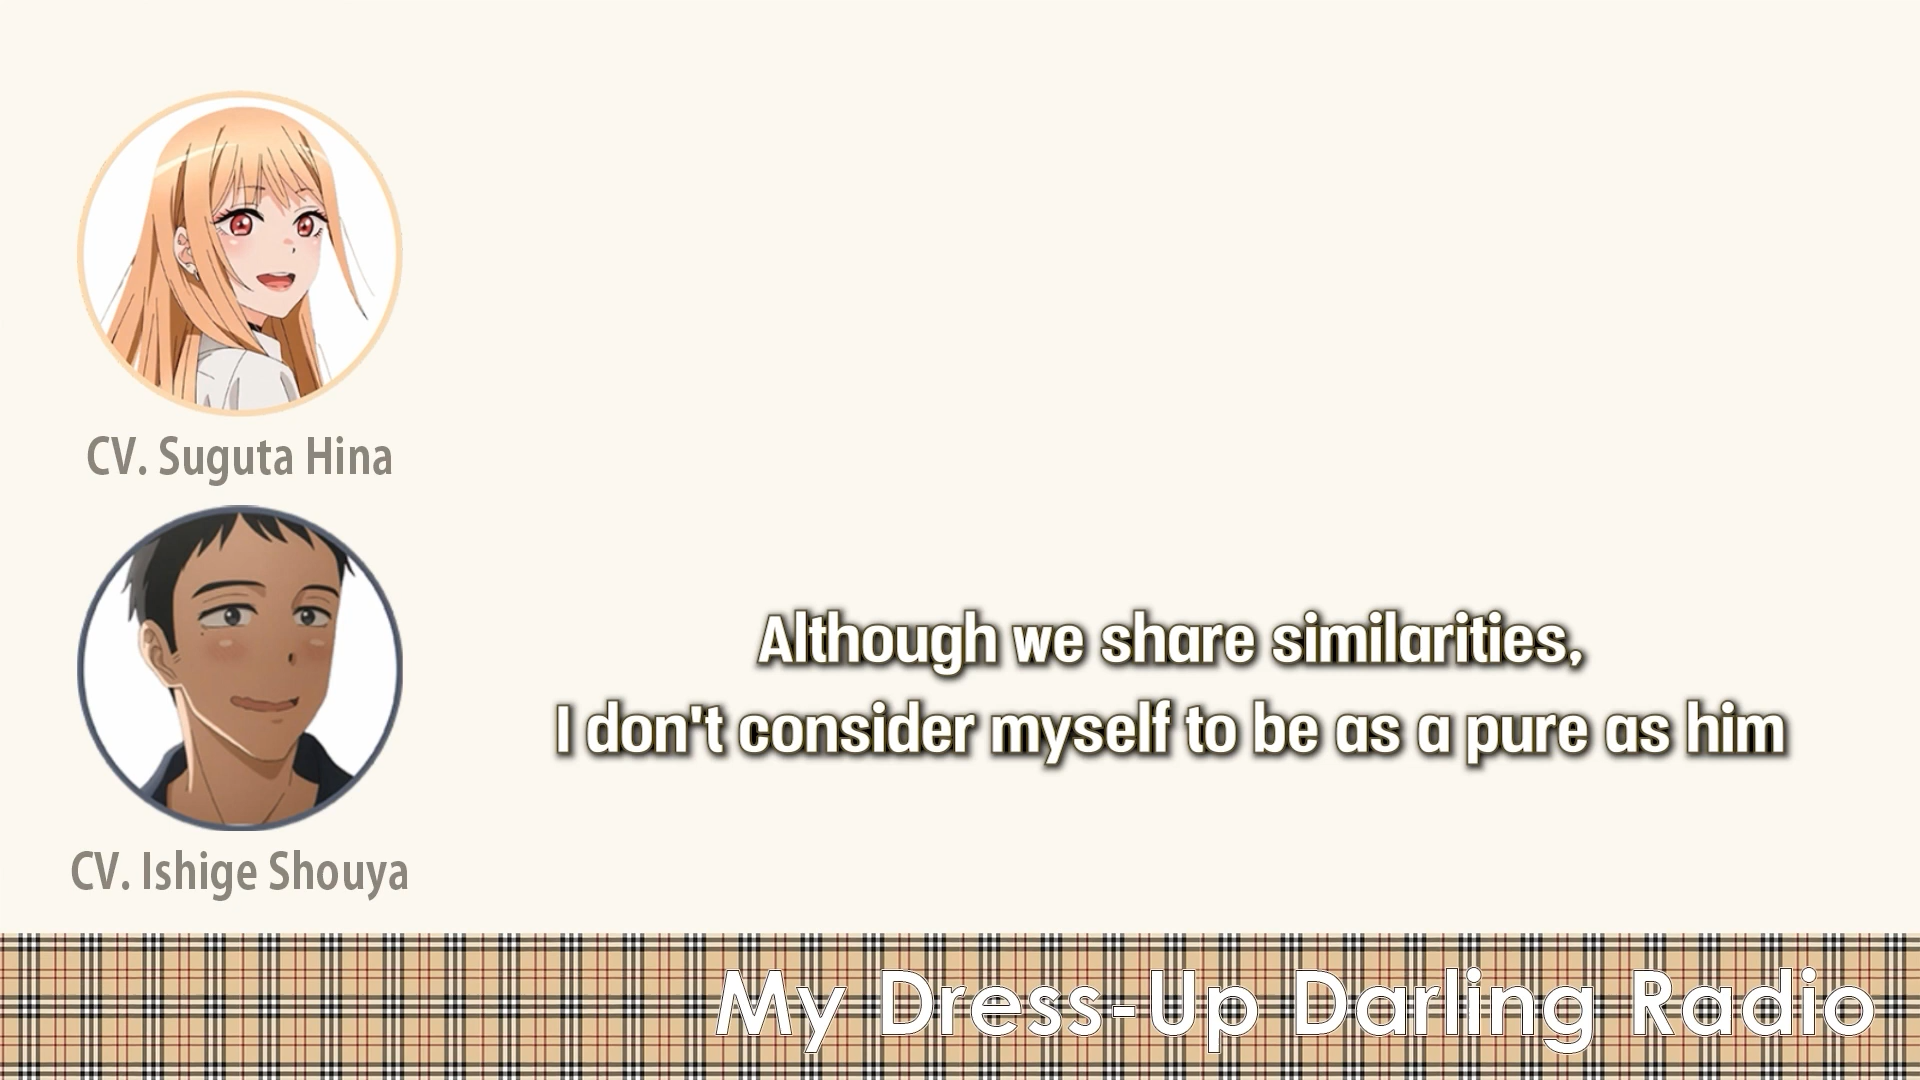 CV. Suguta Hina
CV. Ishige Shouya
Although we share similarities,
I don't consider myself to be as a pure as him
My Dress-Up Darling Radio